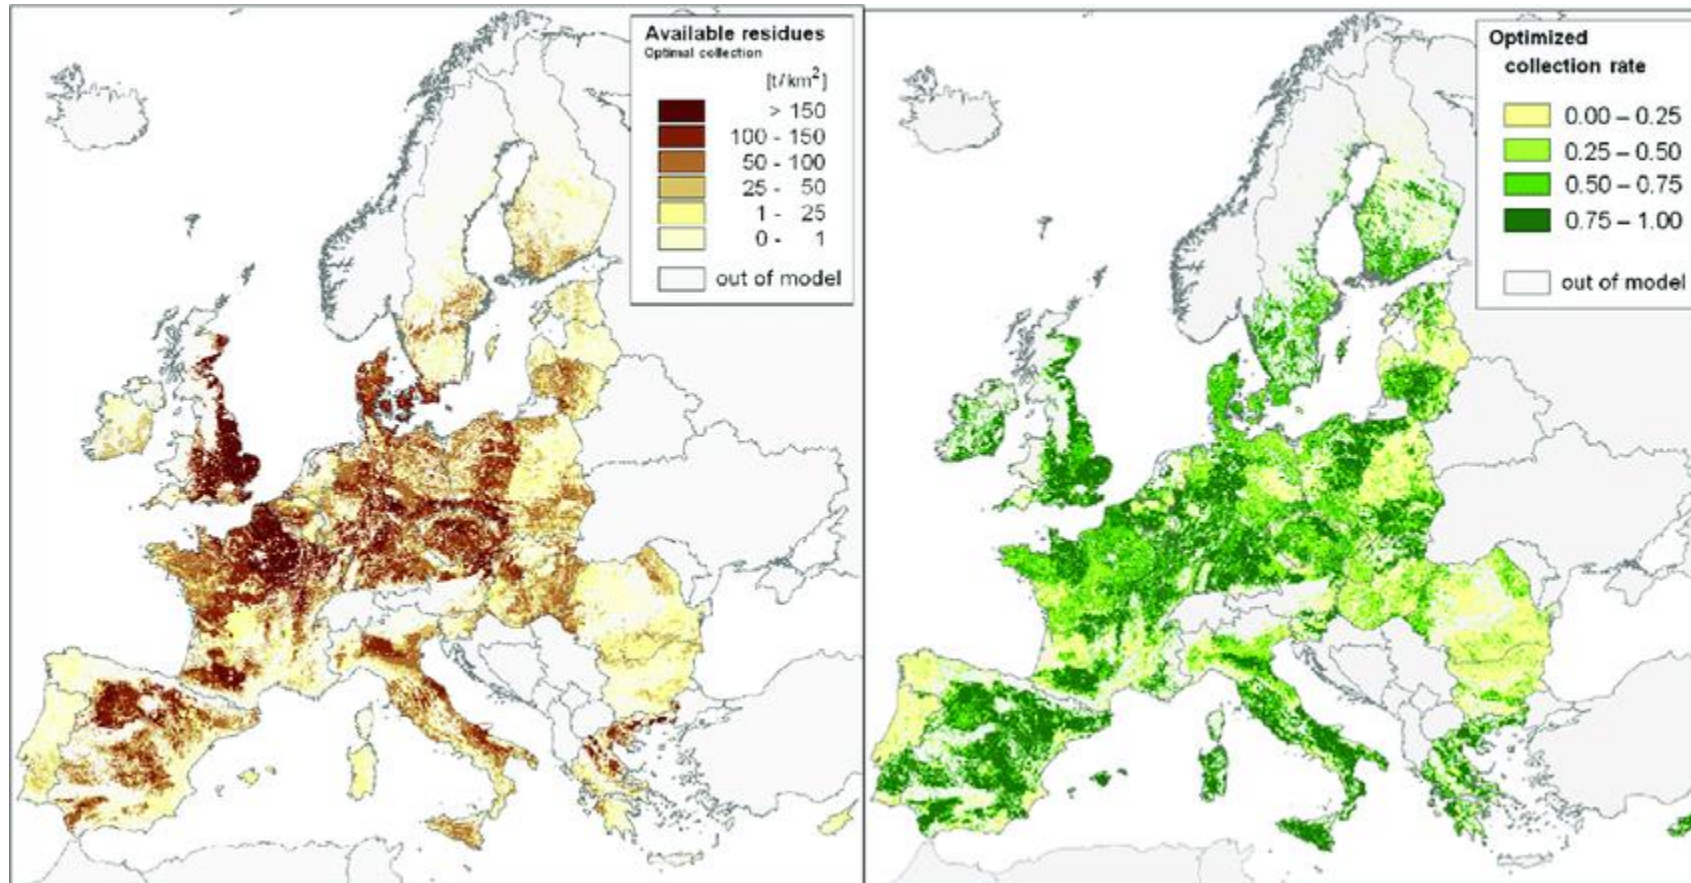 Available residues
Optimal collection
[t/km²]
> 150
100 - 150
50 - 100
25 - 50
1 - 25
0 - 1
out of model
Optimized
collection rate
0.00 – 0.25
0.25 – 0.50
0.50 – 0.75
0.75 – 1.00
out of model